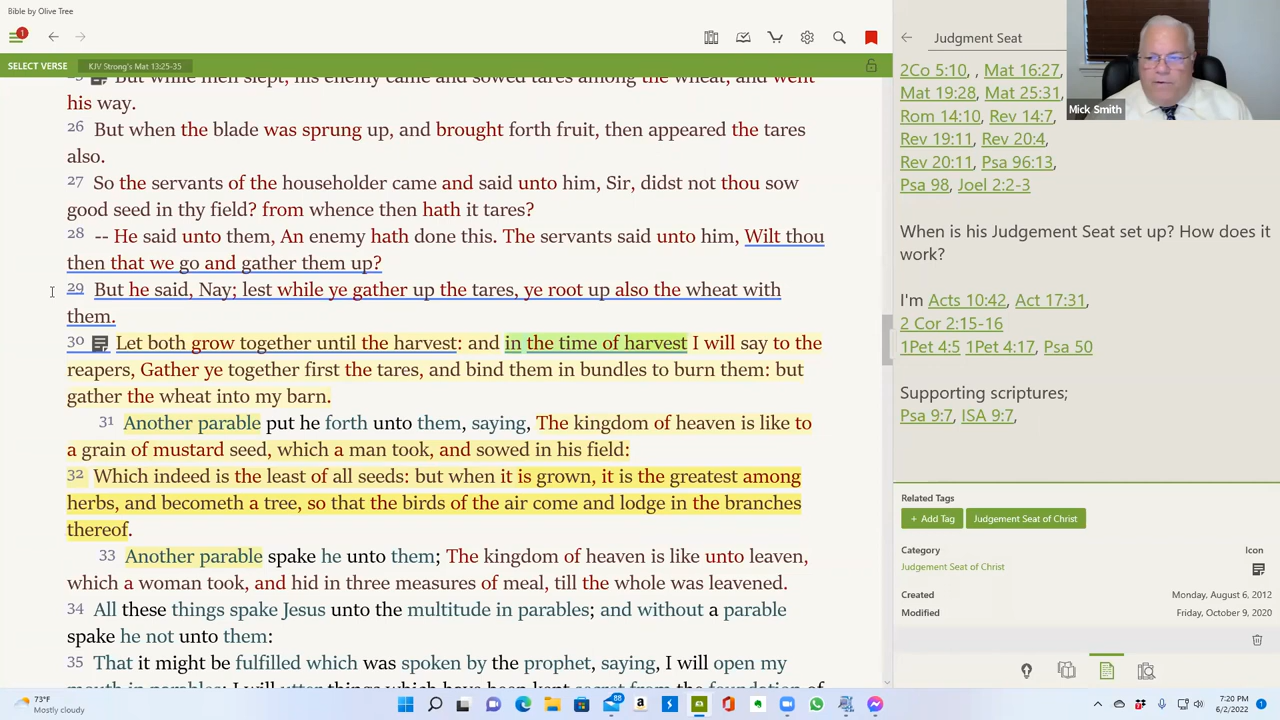 Bible by Olive Tree
1
SELECT VERSE KJV Strong's Mat 13:25-35
But while men slept, his enemy came and sowed tares among the wheat, and went
his way.
26 But when the blade was sprung up, and brought forth fruit, then appeared the tares
also.
27 So the servants of the householder came and said unto him, Sir, didst not thou sow
good seed in thy field? from whence then hath it tares?
28 -- He said unto them, An enemy hath done this. The servants said unto him, Wilt thou
then that we go and gather them up?
29 But he said, Nay; lest while ye gather up the tares, ye root up also the wheat with
them.
30 Let both grow together until the harvest: and in the time of harvest I will say to the
reapers, Gather ye together first the tares, and bind them in bundles to burn them: but
gather the wheat into my barn.
31 Another parable put he forth unto them, saying, The kingdom of heaven is like to
a grain of mustard seed, which a man took, and sowed in his field:
32 Which indeed is the least of all seeds: but when it is grown, it is the greatest among
herbs, and becometh a tree, so that the birds of the air come and lodge in the branches
thereof.
33 Another parable spake he unto them; The kingdom of heaven is like unto leaven,
which a woman took, and hid in three measures of meal, till the whole was leavened.
34 All these things spake Jesus unto the multitude in parables; and without a parable
spake he not unto them:
35 That it might be fulfilled which was spoken by the prophet, saying, I will open my
Judgment Seat
2Co 5:10, , Mat 16:27,
Mat 19:28, Mat 25:31,
Rom 14:10, Rev 14:7,
Rev 19:11, Rev 20:4,
Rev 20:11, Psa 96:13,
Psa 98, Joel 2:2-3
Mick Smith
When is his Judgement Seat set up? How does it
work?
I'm Acts 10:42, Act 17:31,
2 Cor 2:15-16
1Pet 4:5 1Pet 4:17, Psa 50
Supporting scriptures;
Psa 9:7, ISA 9:7,
Related Tags
+ Add Tag Judgement Seat of Christ
Category Icon
Judgement Seat of Christ
Created Monday, August 6, 2012
Modified Friday, October 9, 2020
73°F
Mostly cloudy
88
7:20 PM
6/2/2022
1